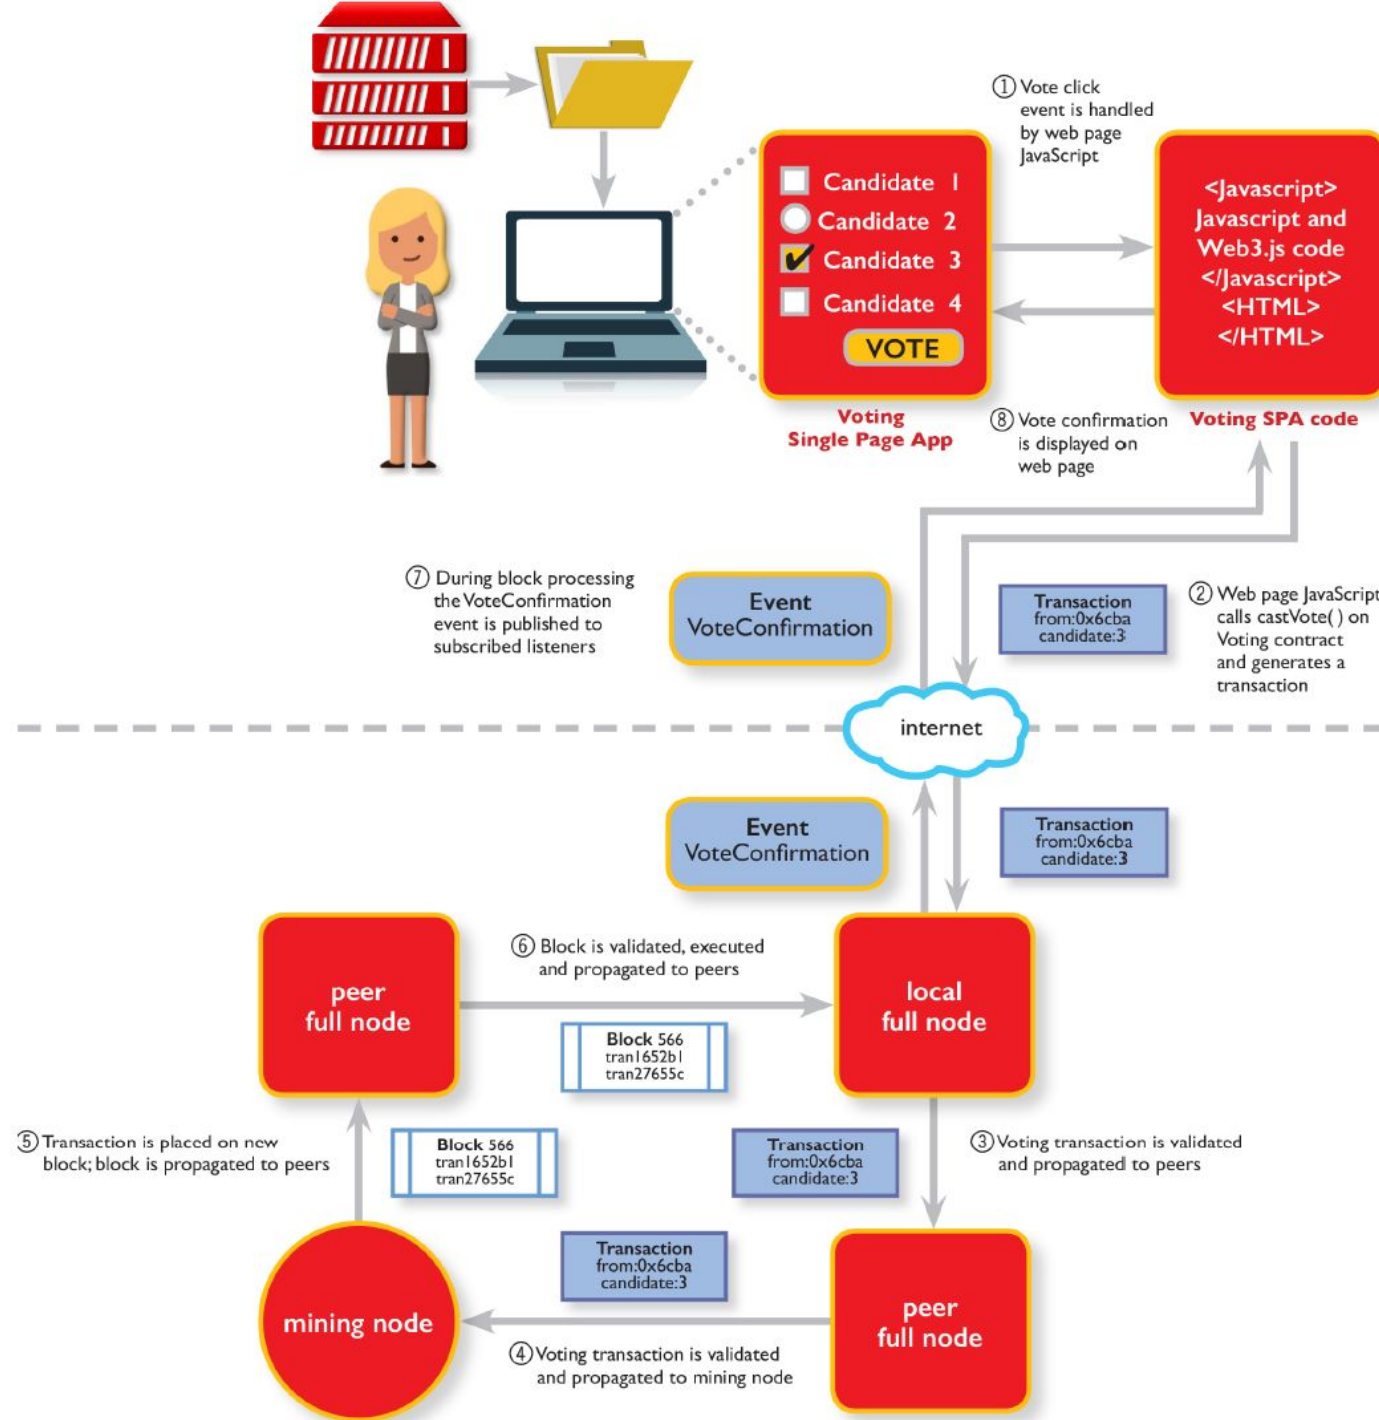 ① Vote click
event is handled
by web page
JavaScript
Candidate 1
Candidate 2
Candidate 3
Candidate 4
VOTE
<Javascript>
Javascript and
Web3.js code
</Javascript>
<HTML>
</HTML>
Voting
Single Page App
⑧ Vote confirmation
is displayed on
web page
Voting SPA code
⑦ During block processing
the VoteConfirmation
event is published to
subscribed listeners
Event
VoteConfirmation
Transaction
from:0x6cba
candidate:3
② Web page JavaScript
calls castVote( ) on
Voting contract
and generates a
transaction
internet
Event
VoteConfirmation
Transaction
from:0x6cba
candidate:3
peer
full node
⑥ Block is validated, executed
and propagated to peers
local
full node
Block 566
tran1652b1
tran27655c
⑤ Transaction is placed on new
block; block is propagated to peers
Block 566
tran1652b1
tran27655c
Transaction
from:0x6cba
candidate:3
③ Voting transaction is validated
and propagated to peers
mining node
Transaction
from:0x6cba
candidate:3
peer
full node
④ Voting transaction is validated
and propagated to mining node